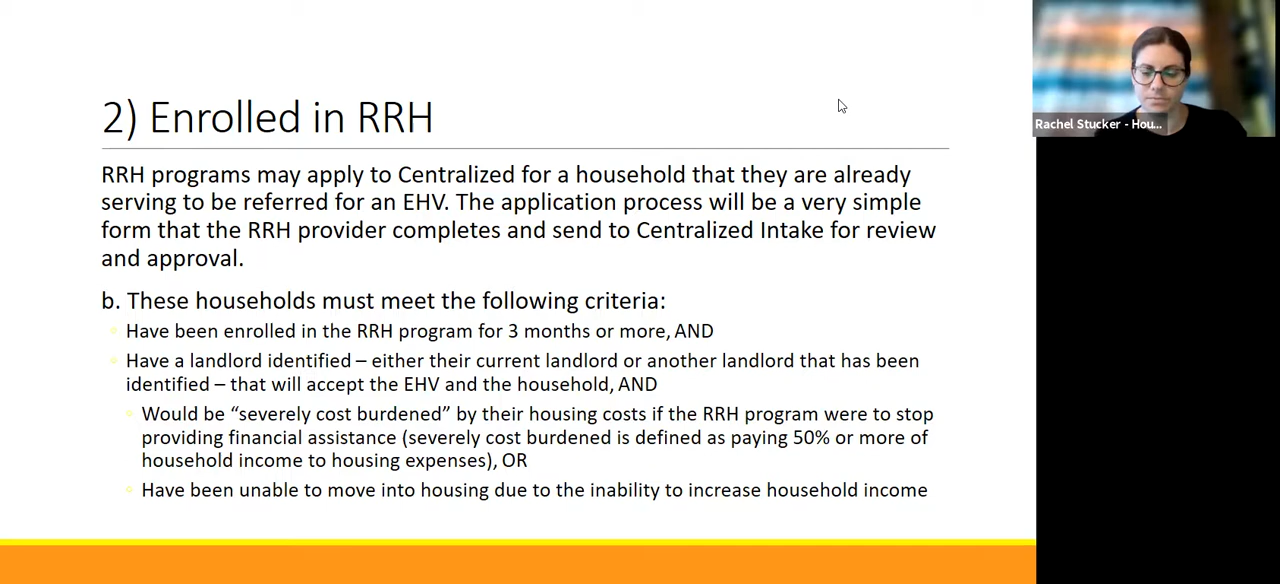 2) Enrolled in RRH
RRH programs may apply to Centralized for a household that they are already
serving to be referred for an EHV. The application process will be a very simple
form that the RRH provider completes and send to Centralized Intake for review
and approval.
b. These households must meet the following criteria:
Have been enrolled in the RRH program for 3 months or more, AND
Have a landlord identified – either their current landlord or another landlord that has been
identified – that will accept the EHV and the household, AND
Would be “severely cost burdened” by their housing costs if the RRH program were to stop
providing financial assistance (severely cost burdened is defined as paying 50% or more of
household income to housing expenses), OR
Have been unable to move into housing due to the inability to increase household income
Rachel Stucker - Hou...